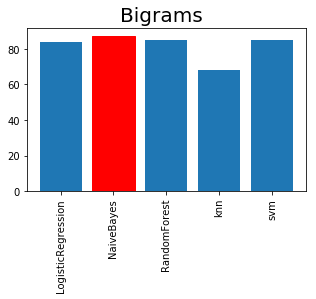 Bigrams
80
60
40
20
0
LogisticRegression
NaiveBayes
RandomForest
knn
svm